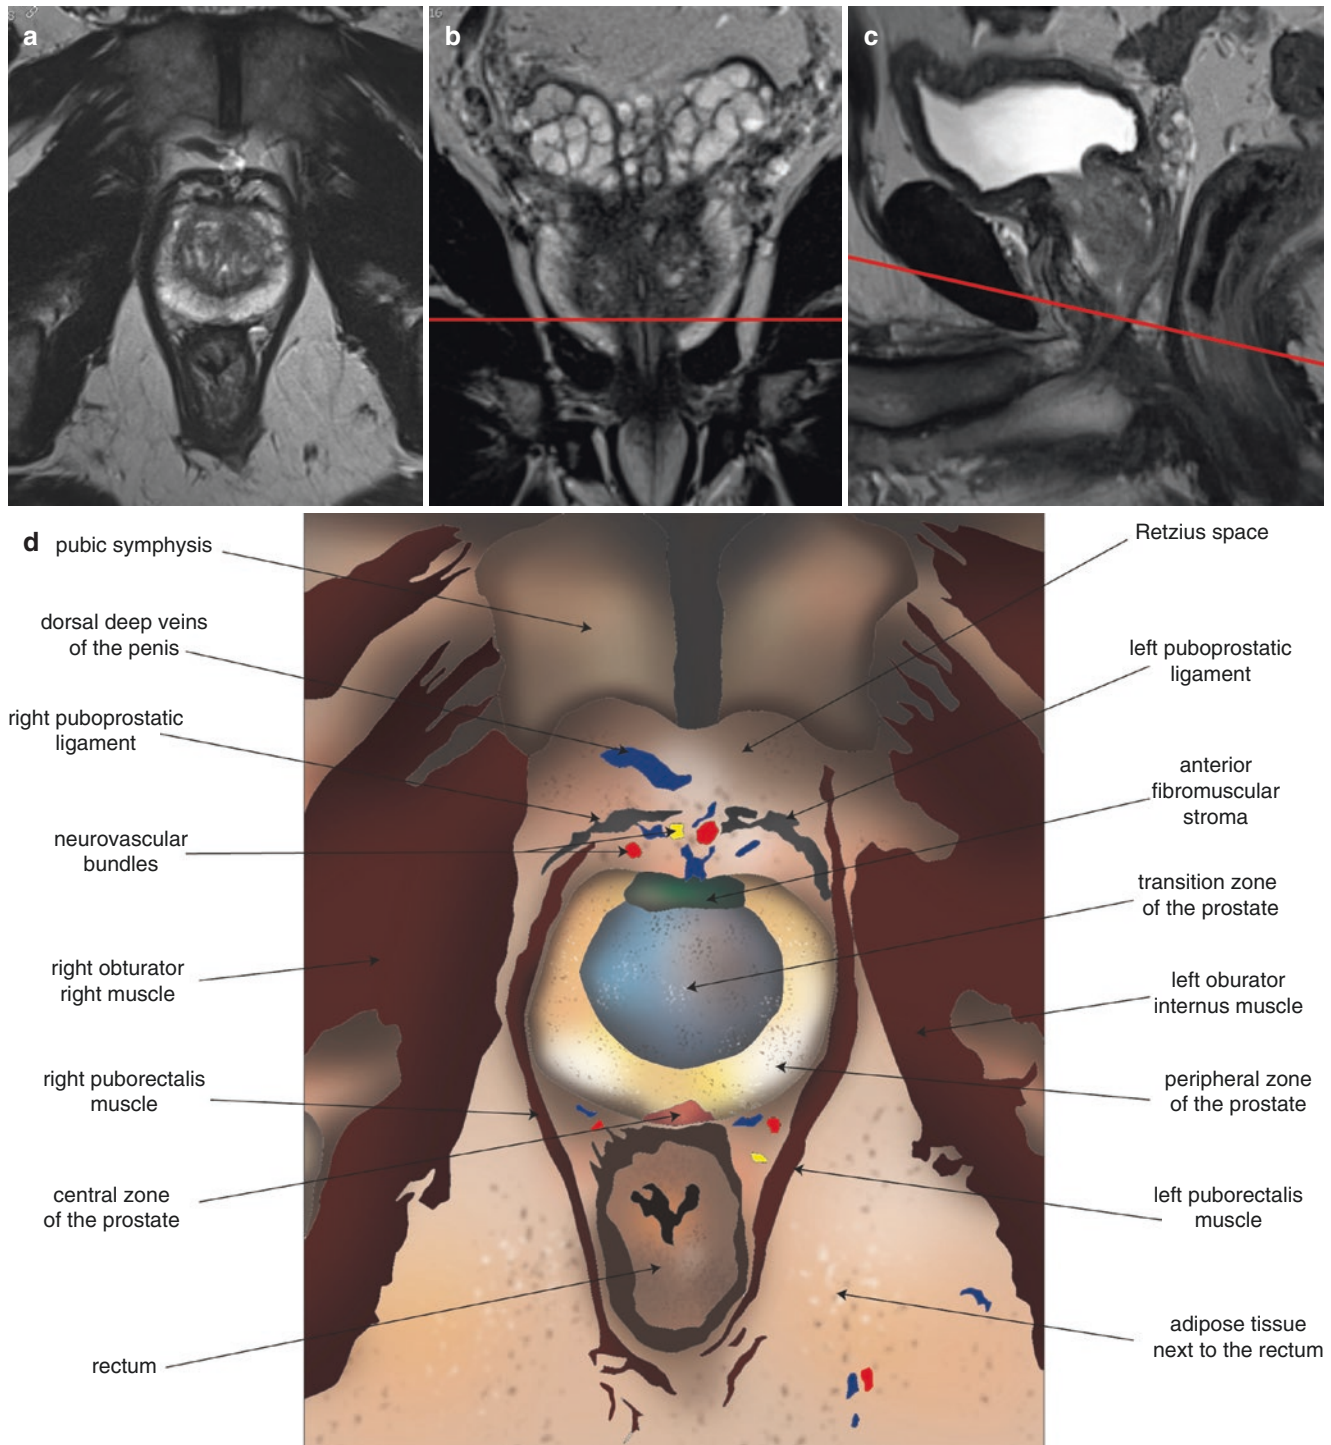 a
b
c
d
pubic symphysis
dorsal deep veins
of the penis
right puboprostatic
ligament
neurovascular
bundles
right obturator
right muscle
right puborectalis
muscle
central zone
of the prostate
rectum
Retzius space
left puboprostatic
ligament
anterior
fibromuscular
stroma
transition zone
of the prostate
left oburator
internus muscle
peripheral zone
of the prostate
left puborectalis
muscle
adipose tissue
next to the rectum